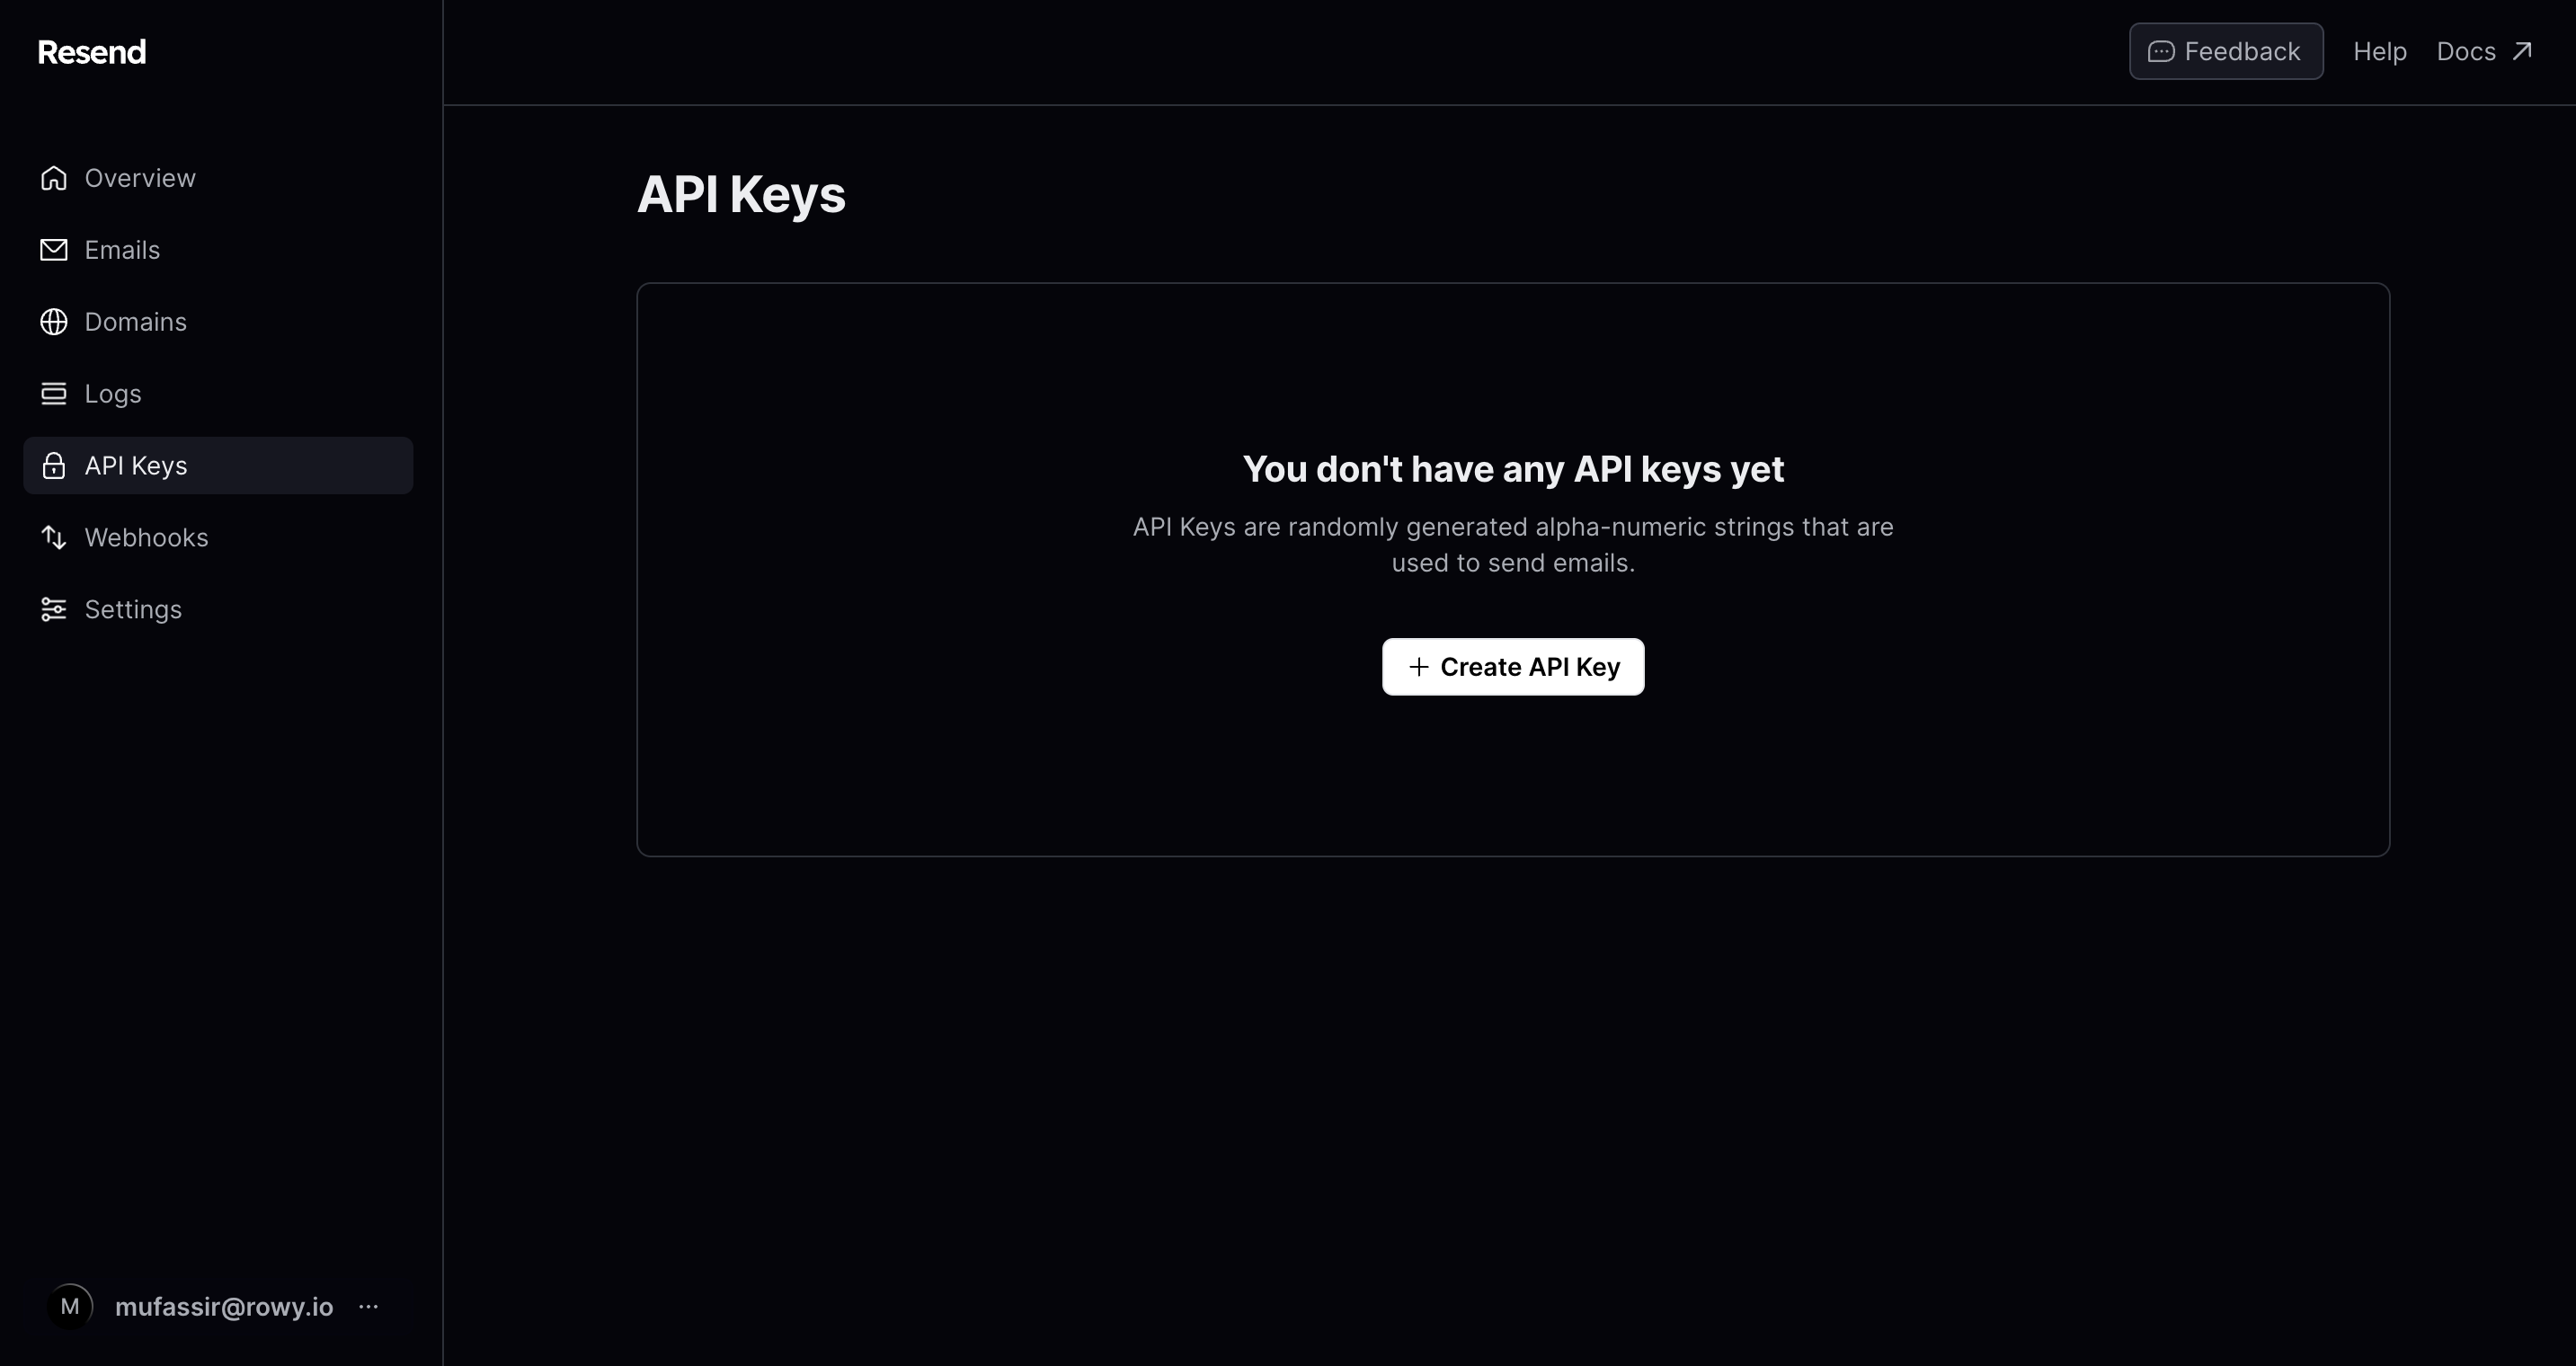 Resend
Feedback
Help
Docs
Overview
Emails
Domains
Logs
API Keys
Webhooks
Settings
API Keys
You don't have any API keys yet
API Keys are randomly generated alpha-numeric strings that are
used to send emails.
Create API Key
M
mufassir@rowy.io